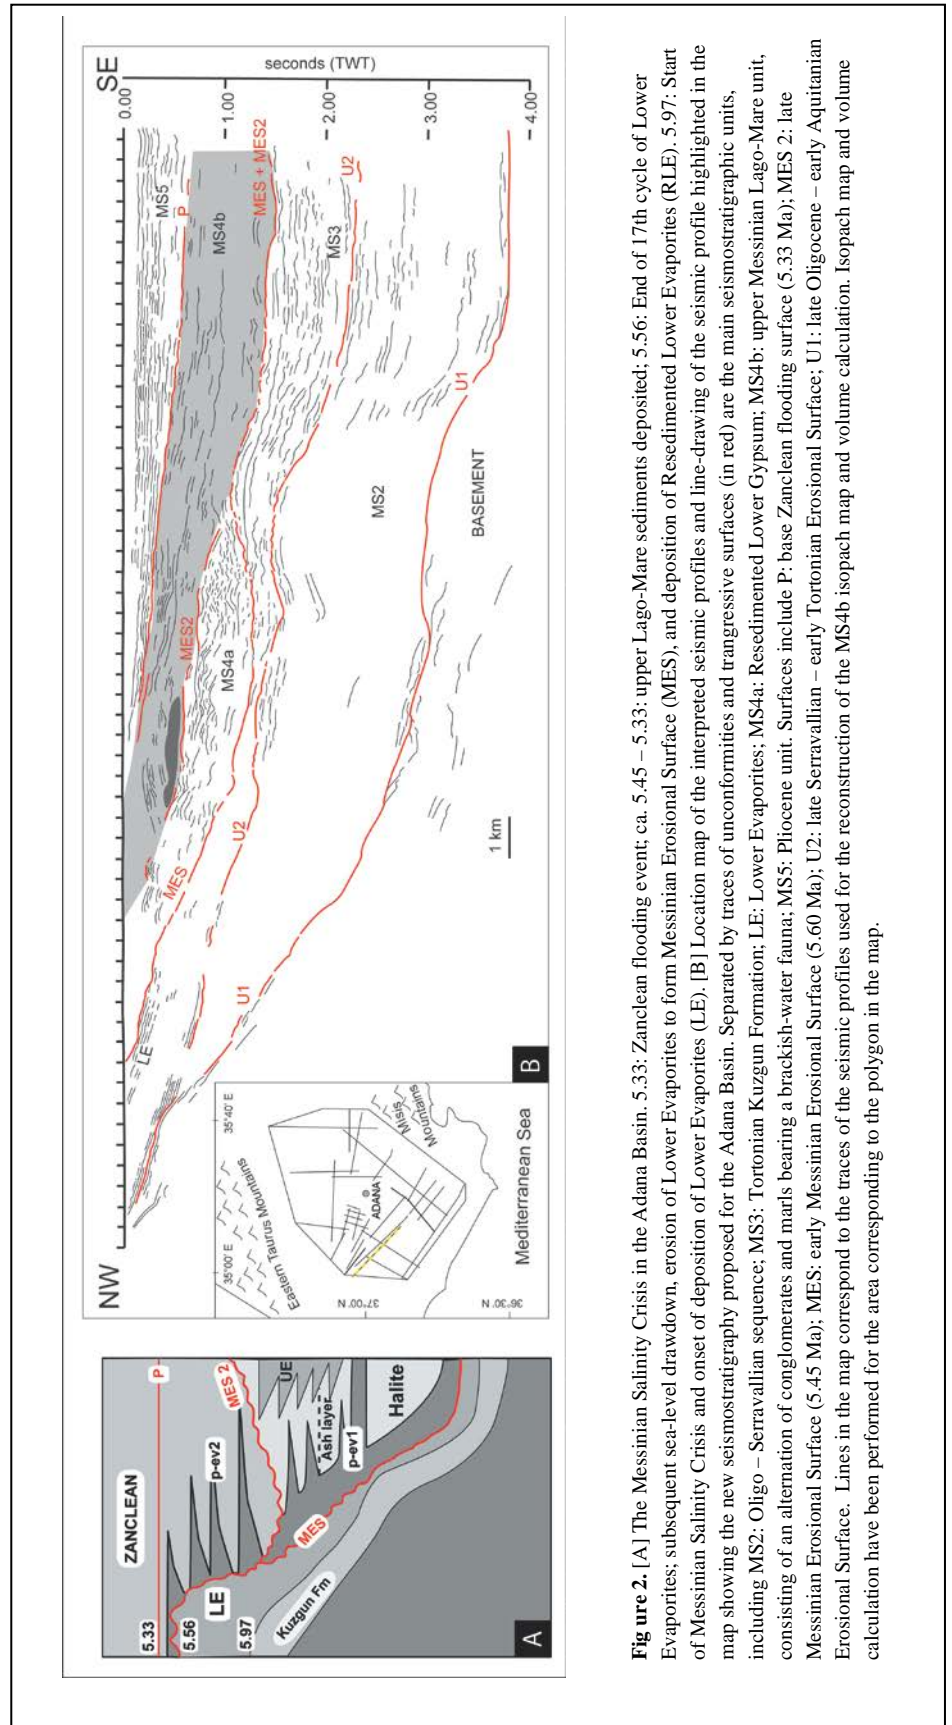 ZANCLEAN
P
5.33
5.56
5.97
LE
p-ev2
MES 2
UE
Ash layer
p-ev1
Halite
MES
Kuzgun Fm
A
NW
SE
seconds (TWT)
0.00
1.00
2.00
3.00
4.00
MS5
P
MS4b
MES + MES2
MS3
U2
MES2
MS4a
MES
U2
LE
U1
U1
MS2
BASEMENT
1 km
B
35°00' E
35°40' E
Eastern Taurus Mountains
Misis
Mountains
ADANA
37°00' N
36°30' N
Mediterranean Sea
Fig ure 2. [A] The Messinian Salinity Crisis in the Adana Basin. 5.33: Zanclean flooding event; ca. 5.45 – 5.33: upper Lago-Mare sediments deposited; 5.56: End of 17th cycle of Lower
Evaporites; subsequent sea-level drawdown, erosion of Lower Evaporites to form Messinian Erosional Surface (MES), and deposition of Resedimented Lower Evaporites (RLE). 5.97: Start
of Messinian Salinity Crisis and onset of deposition of Lower Evaporites (LE). [B] Location map of the interpreted seismic profiles and line-drawing of the seismic profile highlighted in the
map showing the new seismostratigraphy proposed for the Adana Basin. Separated by traces of unconformities and trangressive surfaces (in red) are the main seismostratigraphic units,
including MS2: Oligo – Serravallian sequence; MS3: Tortonian Kuzgun Formation; LE: Lower Evaporites; MS4a: Resedimented Lower Gypsum; MS4b: upper Messinian Lago-Mare unit,
consisting of an alternation of conglomerates and marls bearing a brackish-water fauna; MS5: Pliocene unit. Surfaces include P: base Zanclean flooding surface (5.33 Ma); MES 2: late
Messinian Erosional Surface (5.45 Ma); MES: early Messinian Erosional Surface (5.60 Ma); U2: late Serravallian – early Tortonian Erosional Surface; U1: late Oligocene – early Aquitanian
Erosional Surface. Lines in the map correspond to the traces of the seismic profiles used for the reconstruction of the MS4b isopach map and volume calculation. Isopach map and volume
calculation have been performed for the area corresponding to the polygon in the map.